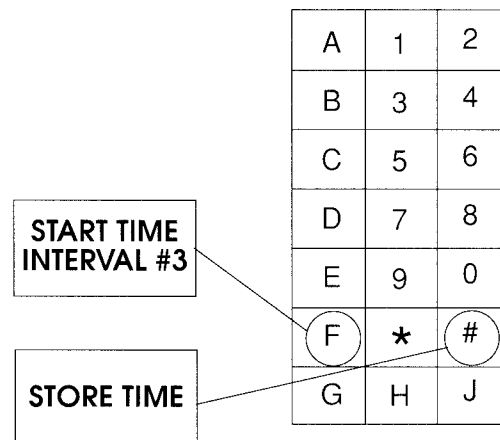 A 1 2
B 3 4
C 5 6
D 7 8
START TIME
INTERVAL #3
E 9 0
F * #
STORE TIME
G H J